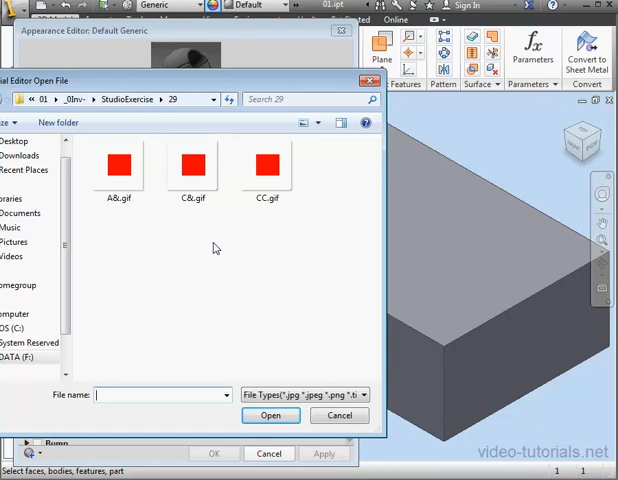 Generic
Default
01.ipt
Sign In
Online
Appearance Editor: Default Generic
Plane
Parameters
Convert to
Sheet Metal
e Features
Pattern
Parameters
Convert
ial Editor Open File
01
_0Inv-
StudioExercise
29
Search 29
ize
New folder
Desktop
Downloads
Recent Places
ibraries
Documents
Music
Pictures
Videos
omegroup
omputer
OS (C:)
System Reserved
DATA (F:)
A&.gif
C&.gif
CC.gif
FRONT
File name:
File Types(*.jpg *.jpeg *.png *.ti
Open
Cancel
Bump
OK
Cancel
Apply
video-tutorials.net
Select faces, bodies, features, part
1
1